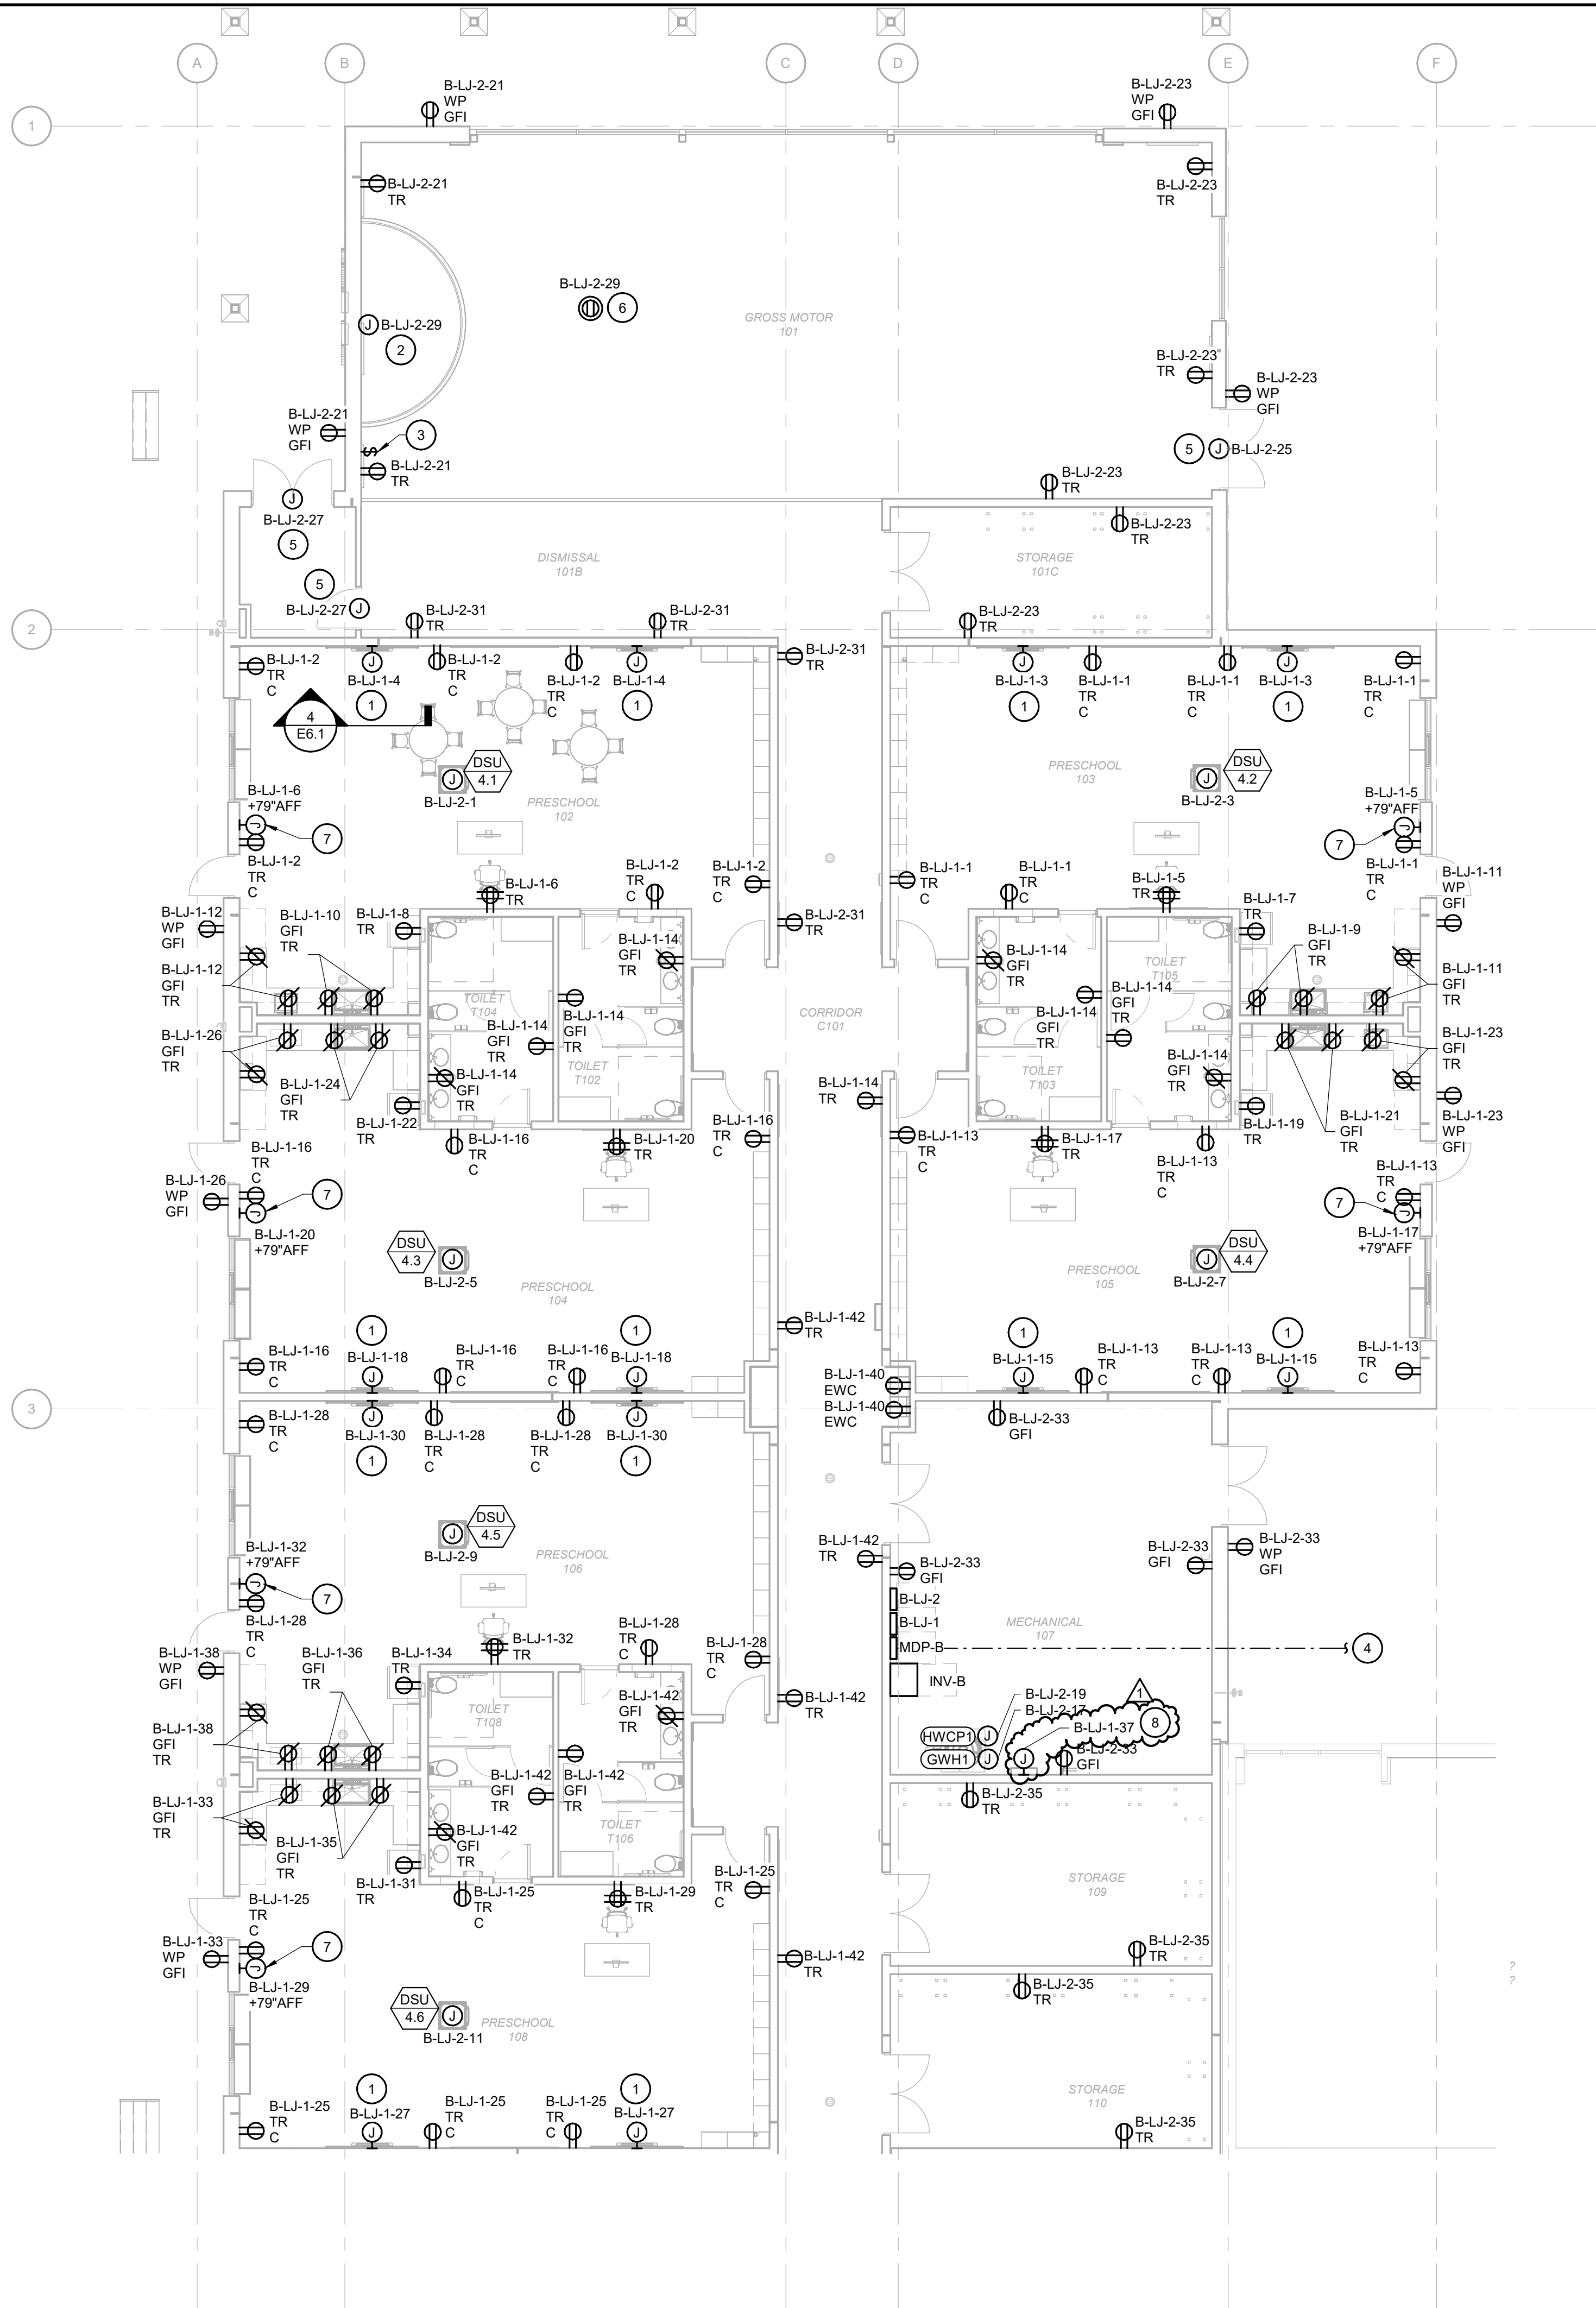 A
B
C
D
E
F
1
B-LJ-2-21
WP
GFI
B-LJ-2-23
WP
GFI
B-LJ-2-21
TR
B-LJ-2-23
TR
B-LJ-2-29
6
GROSS MOTOR
101
J
B-LJ-2-29
2
B-LJ-2-23
TR
B-LJ-2-23
WP
GFI
B-LJ-2-21
WP
GFI
S
3
B-LJ-2-21
TR
5
J
B-LJ-2-25
B-LJ-2-23
TR
J
B-LJ-2-27
5
B-LJ-2-23
TR
DISMISSAL
101B
STORAGE
101C
5
B-LJ-2-27
J
B-LJ-2-31
TR
B-LJ-2-31
TR
B-LJ-2-23
TR
2
B-LJ-1-2
TR
C
J
B-LJ-1-4
1
B-LJ-1-2
TR
C
B-LJ-1-2
TR
C
J
B-LJ-1-4
1
B-LJ-2-31
TR
J
B-LJ-1-3
1
B-LJ-1-1
TR
C
B-LJ-1-1
TR
C
J
B-LJ-1-3
1
B-LJ-1-1
TR
C
4
E6.1
DSU
4.1
J
B-LJ-2-1
PRESCHOOL
102
PRESCHOOL
103
DSU
4.2
J
B-LJ-2-3
B-LJ-1-6
+79"AFF
J
7
B-LJ-1-2
TR
C
B-LJ-1-5
+79"AFF
J
7
B-LJ-1-1
TR
C
B-LJ-1-6
TR
B-LJ-1-2
TR
C
B-LJ-1-2
TR
C
B-LJ-1-1
TR
C
B-LJ-1-1
TR
C
B-LJ-1-5
TR
B-LJ-1-7
TR
B-LJ-1-11
WP
GFI
B-LJ-1-12
WP
GFI
B-LJ-1-10
GFI
TR
B-LJ-1-8
TR
B-LJ-2-31
TR
B-LJ-1-9
GFI
TR
B-LJ-1-12
GFI
TR
B-LJ-1-14
GFI
TR
B-LJ-1-14
GFI
TR
TOILET
T105
B-LJ-1-11
GFI
TR
TOILET
T104
B-LJ-1-14
GFI
TR
B-LJ-1-14
GFI
TR
CORRIDOR
C101
B-LJ-1-14
GFI
TR
B-LJ-1-14
GFI
TR
B-LJ-1-26
GFI
TR
B-LJ-1-24
GFI
TR
B-LJ-1-14
GFI
TR
TOILET
T102
TOILET
T103
B-LJ-1-14
GFI
TR
B-LJ-1-23
GFI
TR
B-LJ-1-22
TR
B-LJ-1-14
TR
B-LJ-1-19
TR
B-LJ-1-21
GFI
TR
B-LJ-1-23
WP
GFI
B-LJ-1-16
TR
C
B-LJ-1-16
TR
C
B-LJ-1-20
TR
B-LJ-1-16
TR
C
B-LJ-1-13
TR
C
B-LJ-1-17
TR
B-LJ-1-13
TR
C
B-LJ-1-13
TR
C
B-LJ-1-26
WP
GFI
7
J
B-LJ-1-20
+79"AFF
7
J
B-LJ-1-17
+79"AFF
DSU
4.3
J
B-LJ-2-5
PRESCHOOL
104
PRESCHOOL
105
DSU
4.4
J
B-LJ-2-7
B-LJ-1-42
TR
B-LJ-1-16
TR
C
1
B-LJ-1-18
J
B-LJ-1-16
TR
C
B-LJ-1-16
TR
C
1
B-LJ-1-18
J
B-LJ-1-40
EWC
B-LJ-1-40
EWC
1
B-LJ-1-15
J
B-LJ-1-13
TR
C
B-LJ-1-13
TR
C
1
B-LJ-1-15
J
B-LJ-1-13
TR
C
3
B-LJ-1-28
TR
C
J
B-LJ-1-30
1
B-LJ-1-28
TR
C
B-LJ-1-28
TR
C
J
B-LJ-1-30
1
B-LJ-2-33
GFI
DSU
4.5
J
B-LJ-2-9
PRESCHOOL
106
B-LJ-1-42
TR
B-LJ-2-33
GFI
B-LJ-2-33
GFI
B-LJ-2-33
WP
GFI
B-LJ-1-32
+79"AFF
J
7
B-LJ-1-28
TR
C
B-LJ-2
B-LJ-1
MDP-B
INV-B
MECHANICAL
107
4
B-LJ-1-32
TR
B-LJ-1-28
TR
C
B-LJ-1-28
TR
C
B-LJ-1-38
WP
GFI
B-LJ-1-36
GFI
TR
B-LJ-1-34
TR
B-LJ-1-42
TR
B-LJ-1-42
GFI
TR
TOILET
T108
B-LJ-1-38
GFI
TR
B-LJ-2-19
B-LJ-2-17
B-LJ-1-37
1
8
HWCP1
J
GWH1
J
J
B-LJ-2-33
GFI
B-LJ-1-42
GFI
TR
B-LJ-1-42
GFI
TR
B-LJ-2-35
TR
B-LJ-1-33
GFI
TR
B-LJ-1-35
GFI
TR
B-LJ-1-42
GFI
TR
TOILET
T106
B-LJ-1-31
TR
B-LJ-1-25
TR
C
B-LJ-1-25
TR
C
B-LJ-1-29
TR
B-LJ-1-25
TR
C
STORAGE
109
B-LJ-1-33
WP
GFI
7
J
B-LJ-1-29
+79"AFF
B-LJ-1-42
TR
B-LJ-2-35
TR
B-LJ-2-35
TR
?
?
DSU
4.6
J
B-LJ-2-11
PRESCHOOL
108
B-LJ-1-25
TR
C
1
B-LJ-1-27
J
B-LJ-1-25
TR
C
B-LJ-1-25
TR
C
1
B-LJ-1-27
J
STORAGE
110
B-LJ-2-35
TR
B-LJ-2-23
TR